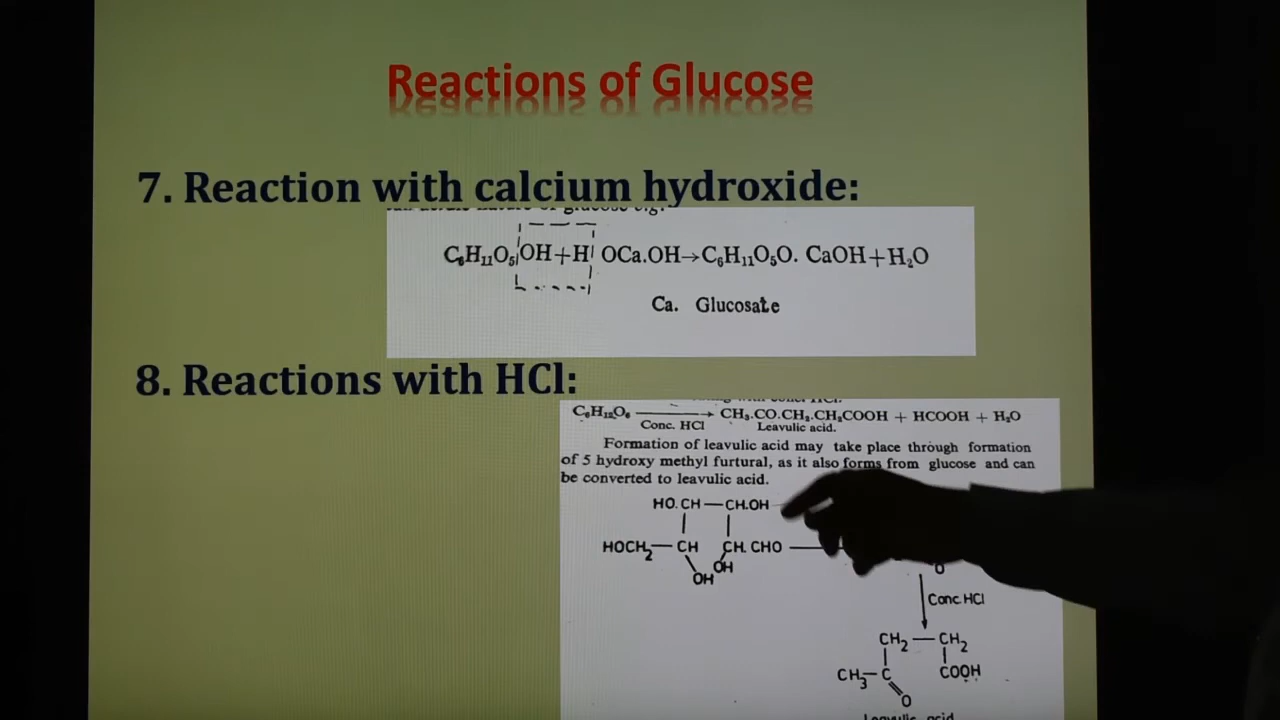 Reactions of Glucose
7. Reaction with calcium hydroxide:
C₆H₁₁O₅ OH+H OCa.OH→C₆H₁₁O₅O. CaOH+H₂O
Ca. Glucosate
8. Reactions with HCl:
C₆H₁₂O₆ → CH₃.CO.CH₂.CH₂COOH + HCOOH + H₂O
Conc. HCl Leavulic acid.
Formation of leavulic acid may take place through formation
of 5 hydroxy methyl furtural, as it also forms from glucose and can
be converted to leavulic acid.
HO. CH—CH.OH
HOCH₂—CH CH. CHO
OH OH
O
Conc. HCl
CH₂—CH₂
CH₃—C COOH
O
Leavulic acid